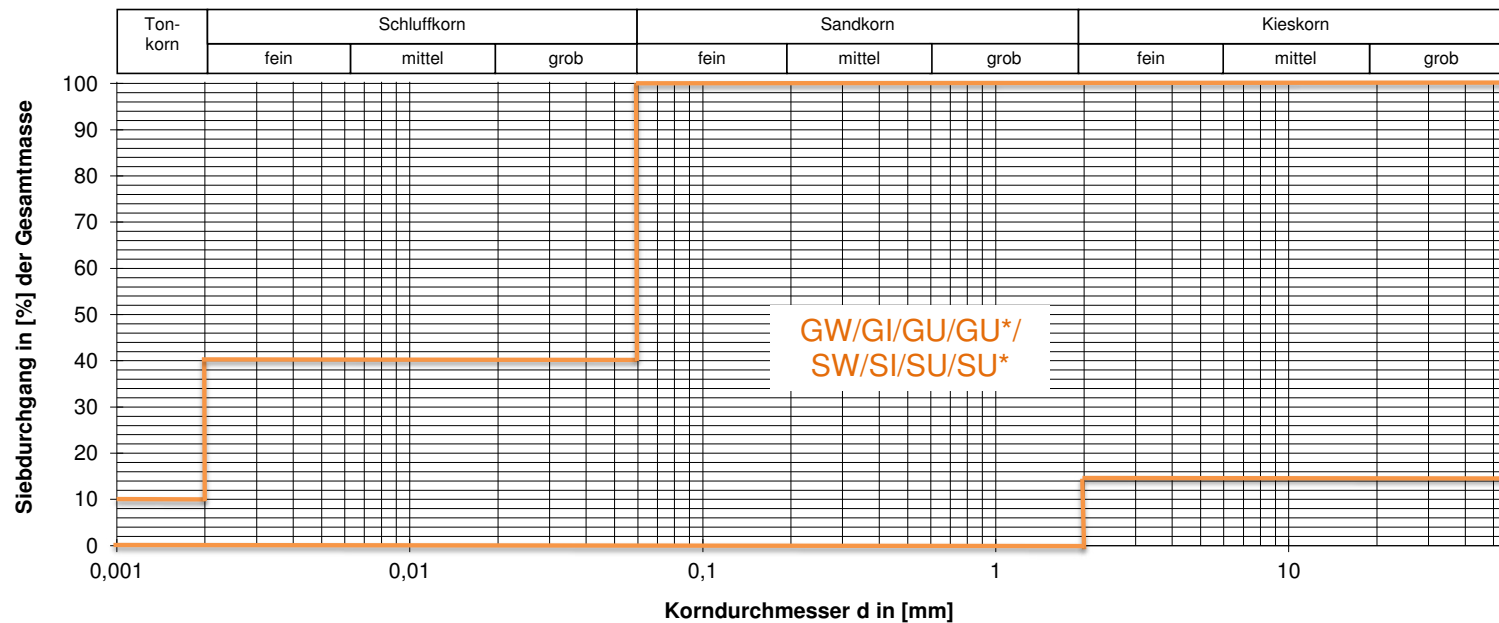 Ton-
korn
Schluffkorn
Sandkorn
Kieskorn
fein
mittel
grob
fein
mittel
grob
fein
mittel
grob
Siebdurchgang in [%] der Gesamtmasse
100
90
80
70
60
50
40
30
20
10
0
GW/GI/GU/GU*/
SW/SI/SU/SU*
0,001
0,01
0,1
1
10
Korndurchmesser d in [mm]